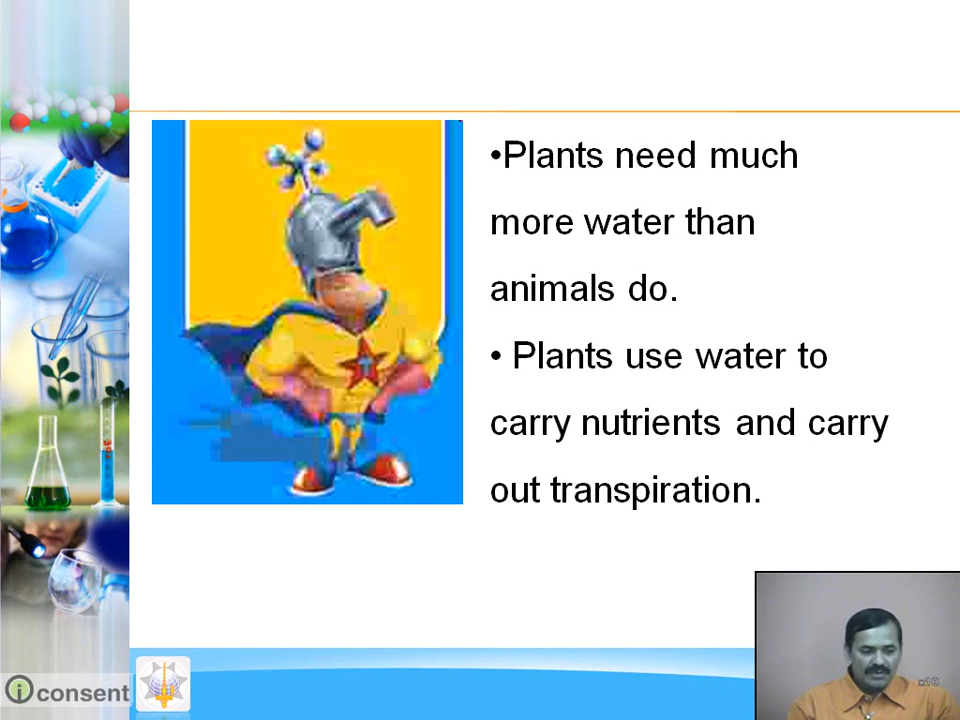 •Plants need much
more water than
animals do.
• Plants use water to
carry nutrients and carry
out transpiration.
i consent